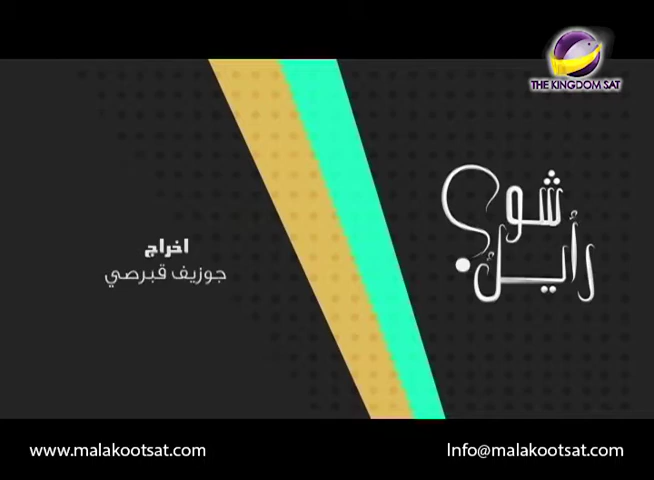 THE KINGDOM SAT
شو
رأيك؟
اخراج
جوزيف قبرصي
www.malakootsat.com
Info@malakootsat.com